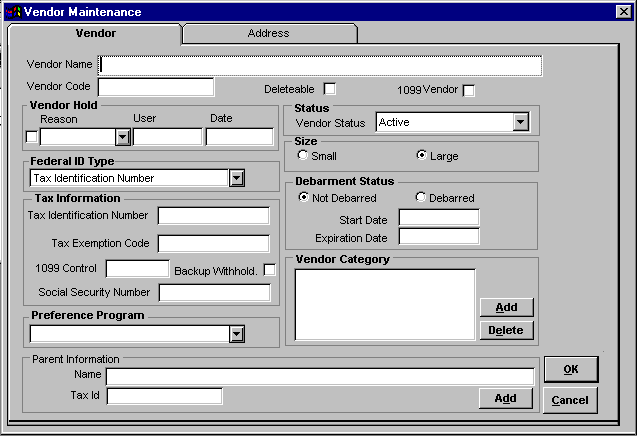 Vendor Maintenance
Vendor Address
Vendor Name
Vendor Code Deleteable 1099 Vendor
Vendor Hold
Reason User Date
Status
Vendor Status Active
Size
Small Large
Federal ID Type
Tax Identification Number
Debarment Status
Not Debarred Debarred
Start Date
Expiration Date
Tax Information
Tax Identification Number
Tax Exemption Code
1099 Control Backup Withhold.
Social Security Number
Vendor Category
Add
Delete
Preference Program
Parent Information
Name
Tax Id Add
OK
Cancel